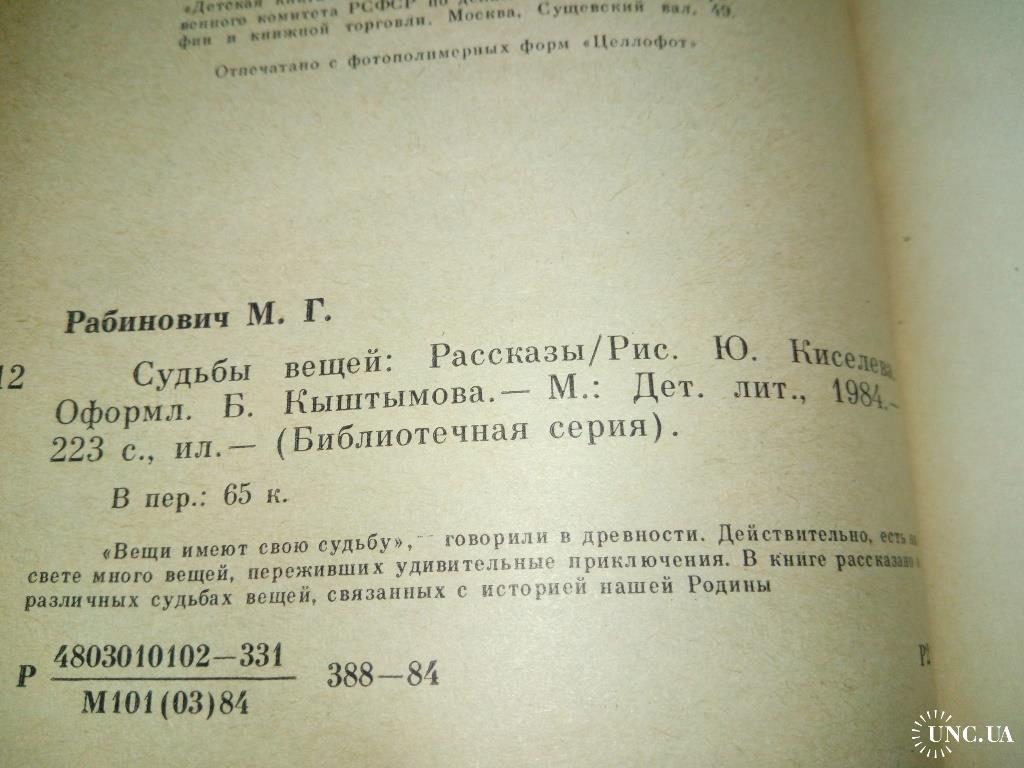 «Детская
венного комитета РСФСР по
фии и книжной торговли. Москва, Сущевский вал, 49.
Отпечатано с фотополимерных форм «Целлофот»
Рабинович М. Г.
12 Судьбы вещей: Рассказы/Рис. Ю. Киселева.
Оформл. Б. Кыштымова.— М.: Дет. лит., 1984.—
223 с., ил.— (Библиотечная серия).
В пер.: 65 к.
«Вещи имеют свою судьбу»,— говорили в древности. Действительно, есть на
свете много вещей, переживших удивительные приключения. В книге рассказано о
различных судьбах вещей, связанных с историей нашей Родины
Р 4803010102—331 388—84
М101(03)84
UNC.UA